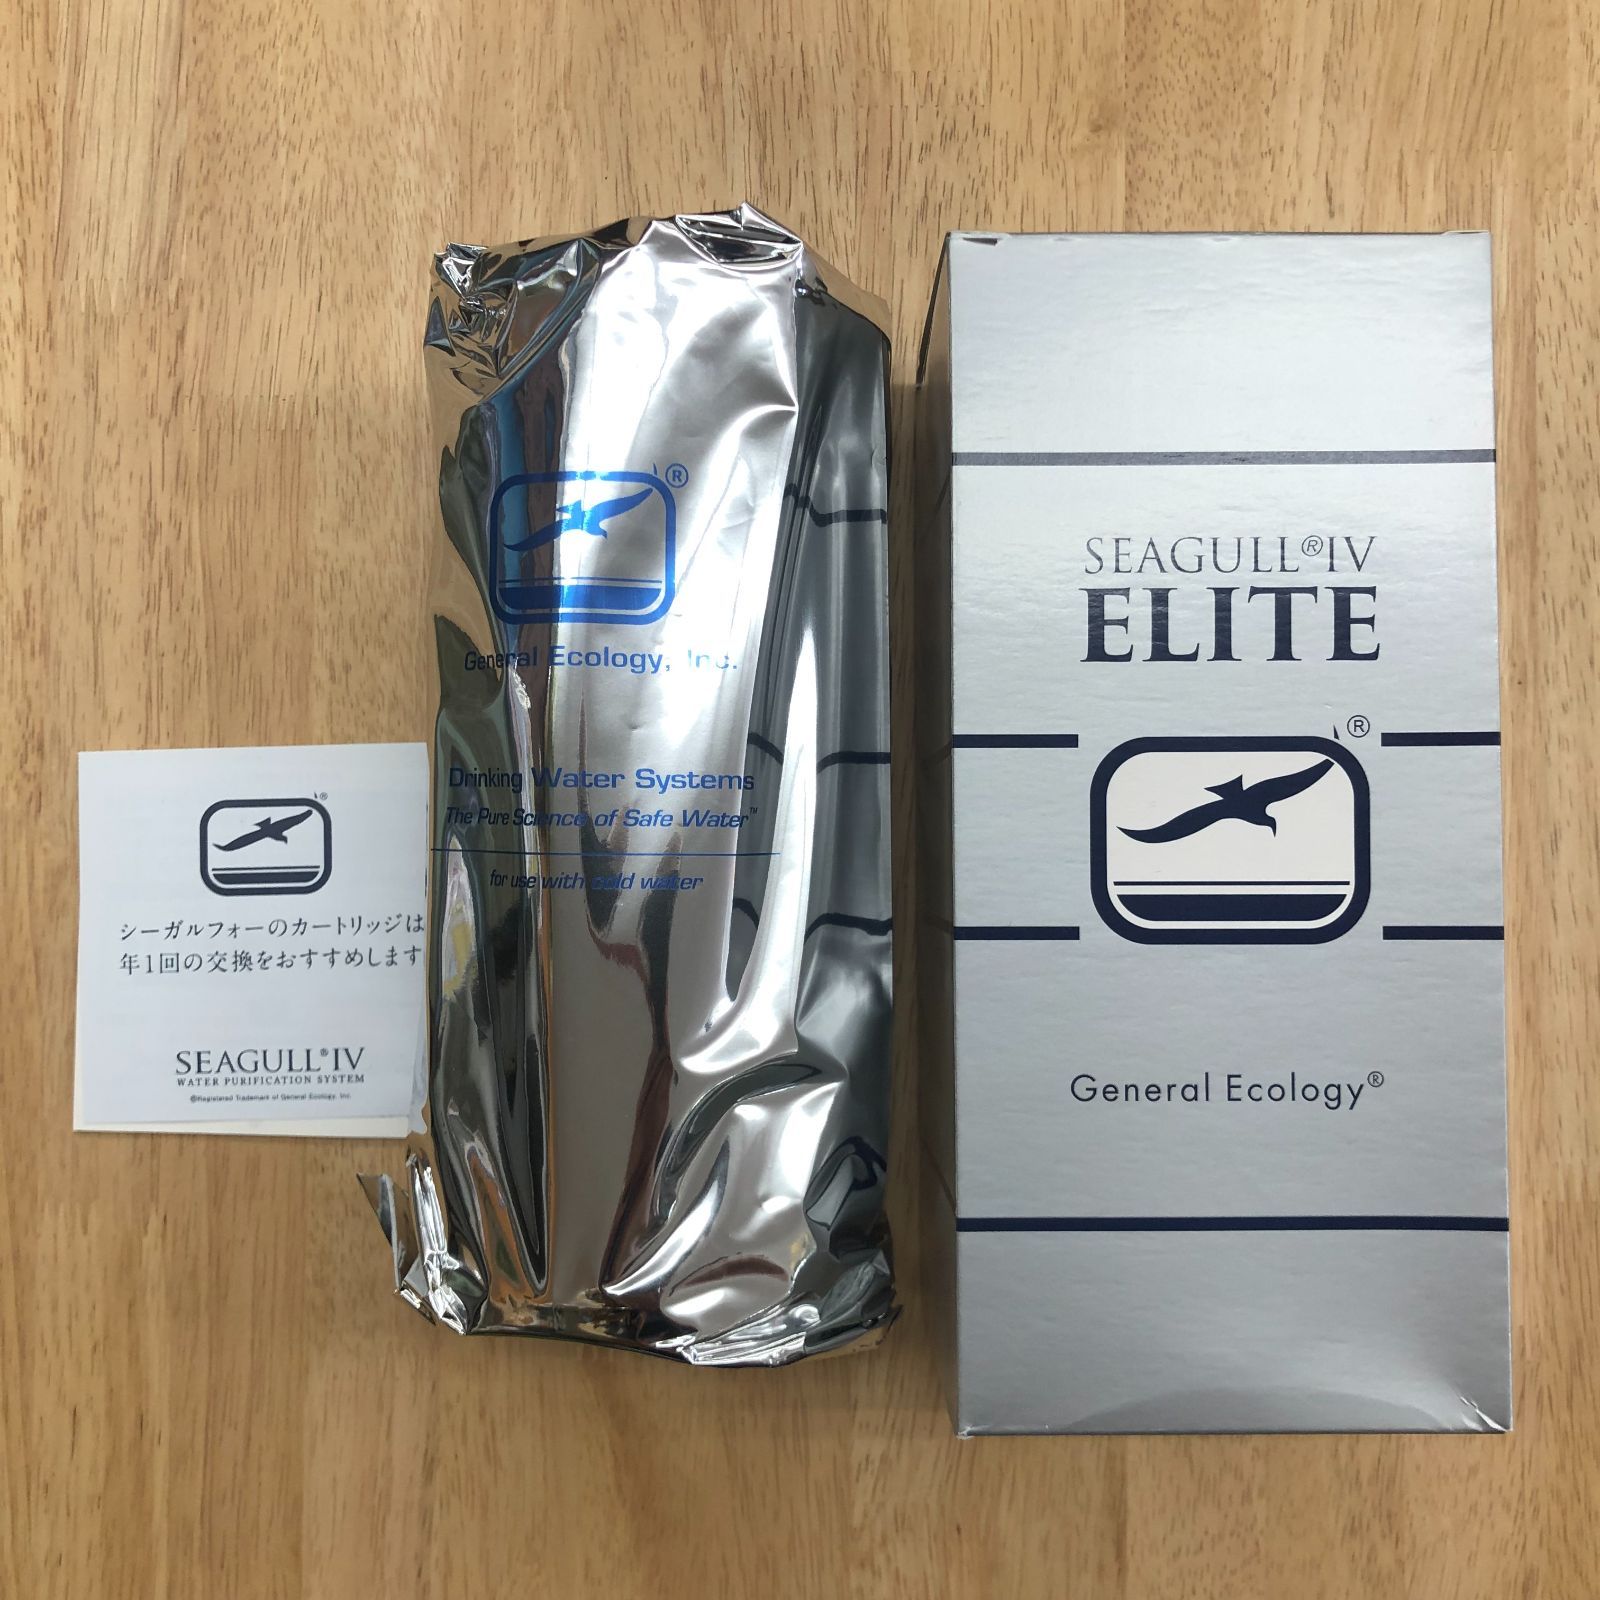 シーガルフォーのカートリッジは
年1回の交換をおすすめします
SEAGULL®IV
WATER PURIFICATION SYSTEM
®Registered Trademark of General Ecology, Inc.
®
®
General Ecology, Inc.
Drinking Water Systems
The Pure Science of Safe Water™
for use with cold water
SEAGULL®IV
ELITE
®
General Ecology®